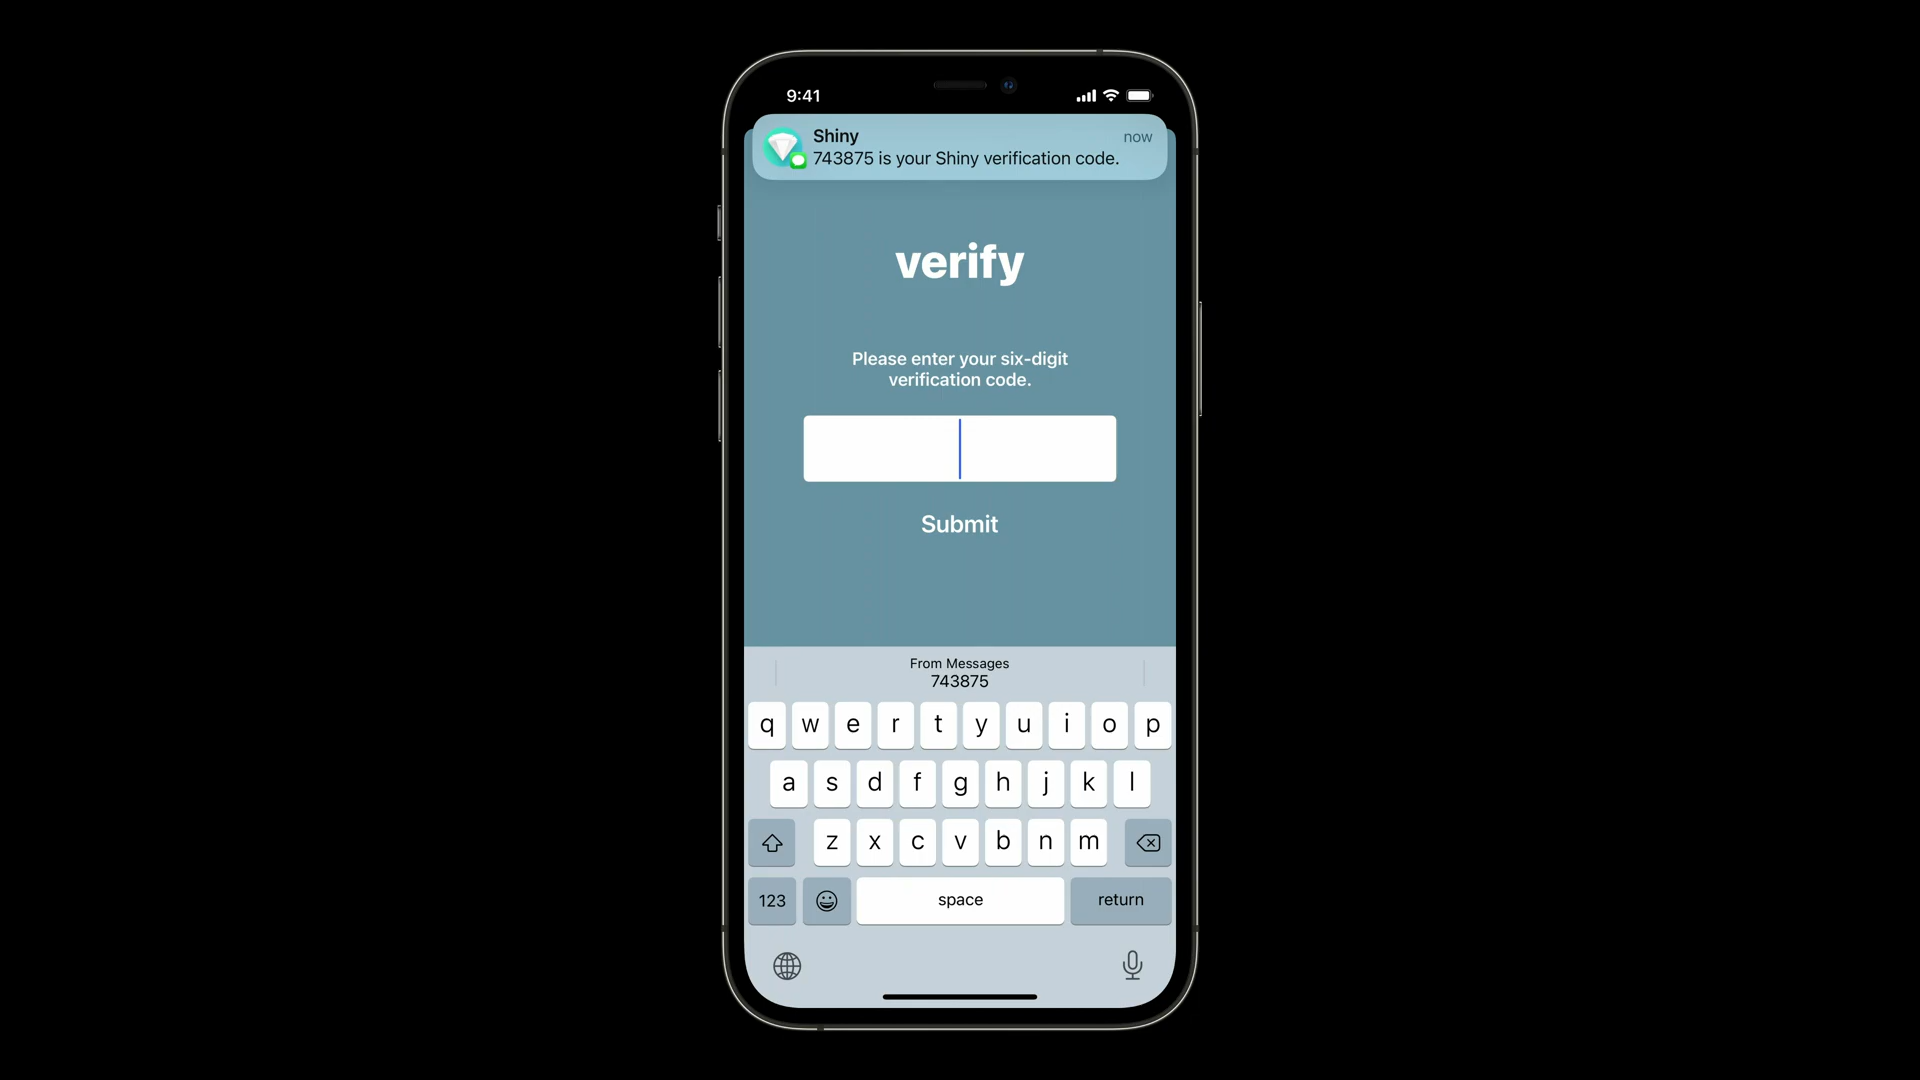 9:41
Shiny
now
743875 is your Shiny verification code.
verify
Please enter your six-digit
verification code.
Submit
From Messages
743875
q w e r t y u i o p
a s d f g h j k l
z x c v b n m
123 space return